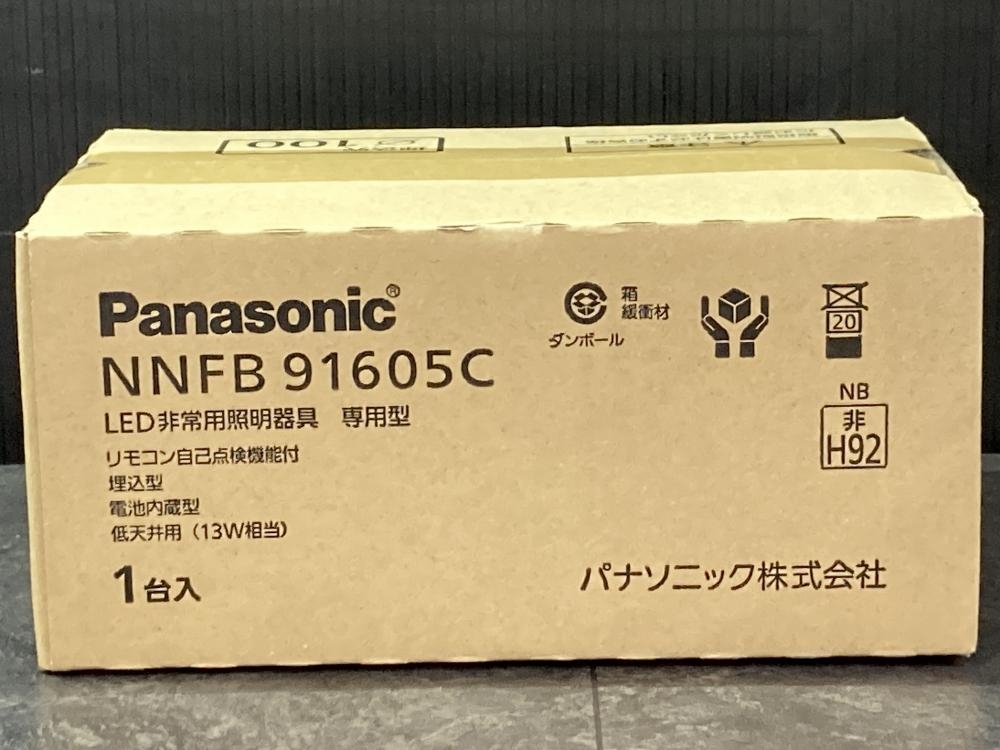 100
Panasonic®
NNFB 91605C
LED非常用照明器具 専用型
リモコン自己点検機能付
埋込型
電池内蔵型
低天井用（13W相当）
1台入
箱
緩衝材
ダンボール
20
NB
非
H92
パナソニック株式会社